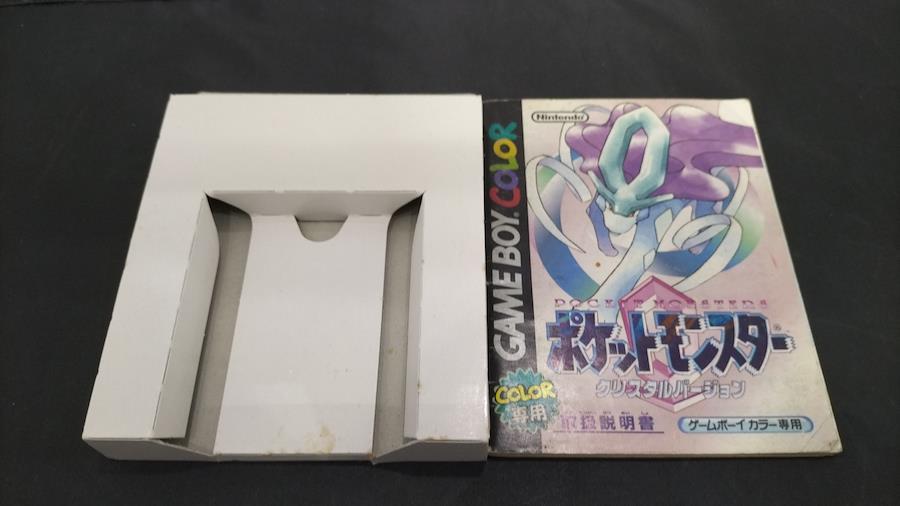 Nintendo
GAME BOY COLOR
POCKET MONSTERS
ポケットモンスター®
クリスタルバージョン
COLOR
専用
取扱説明書
ゲームボーイ カラー専用